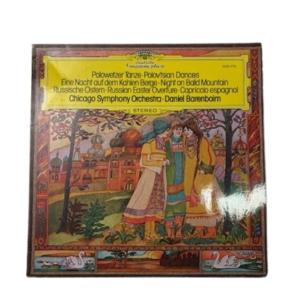 Polowetzer Tänze · Polovtsian Dances
Eine Nacht auf dem Kahlen Berge · Night on Bald Mountain
Russische Ostern · Russian Easter Overture · Capriccio espagnol
Chicago Symphony Orchestra · Daniel Barenboim
STEREO